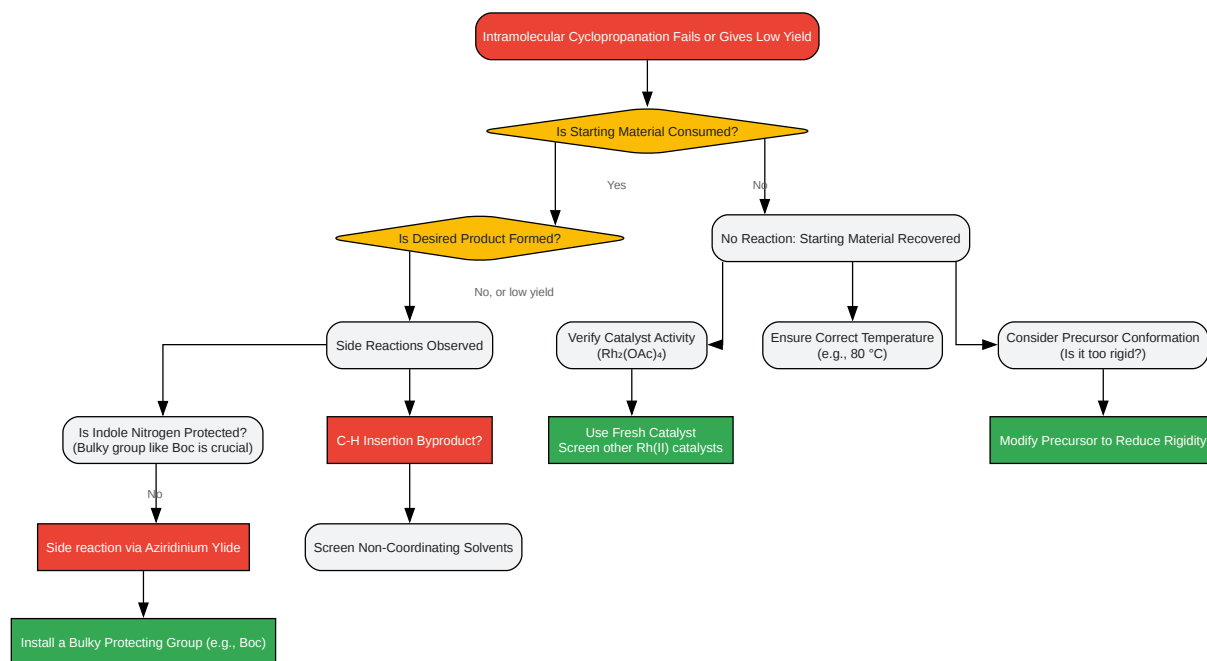 Intramolecular Cyclopropanation Fails or Gives Low Yield
Is Starting Material Consumed?
Yes
No
Is Desired Product Formed?
No Reaction: Starting Material Recovered
No, or low yield
Side Reactions Observed
Verify Catalyst Activity
(Rh₂(OAc)₄)
Ensure Correct Temperature
(e.g., 80 °C)
Consider Precursor Conformation
(Is it too rigid?)
Is Indole Nitrogen Protected?
(Bulky group like Boc is crucial)
C-H Insertion Byproduct?
Use Fresh Catalyst
Screen other Rh(II) catalysts
Modify Precursor to Reduce Rigidity
No
Side reaction via Aziridinium Ylide
Screen Non-Coordinating Solvents
Install a Bulky Protecting Group (e.g., Boc)